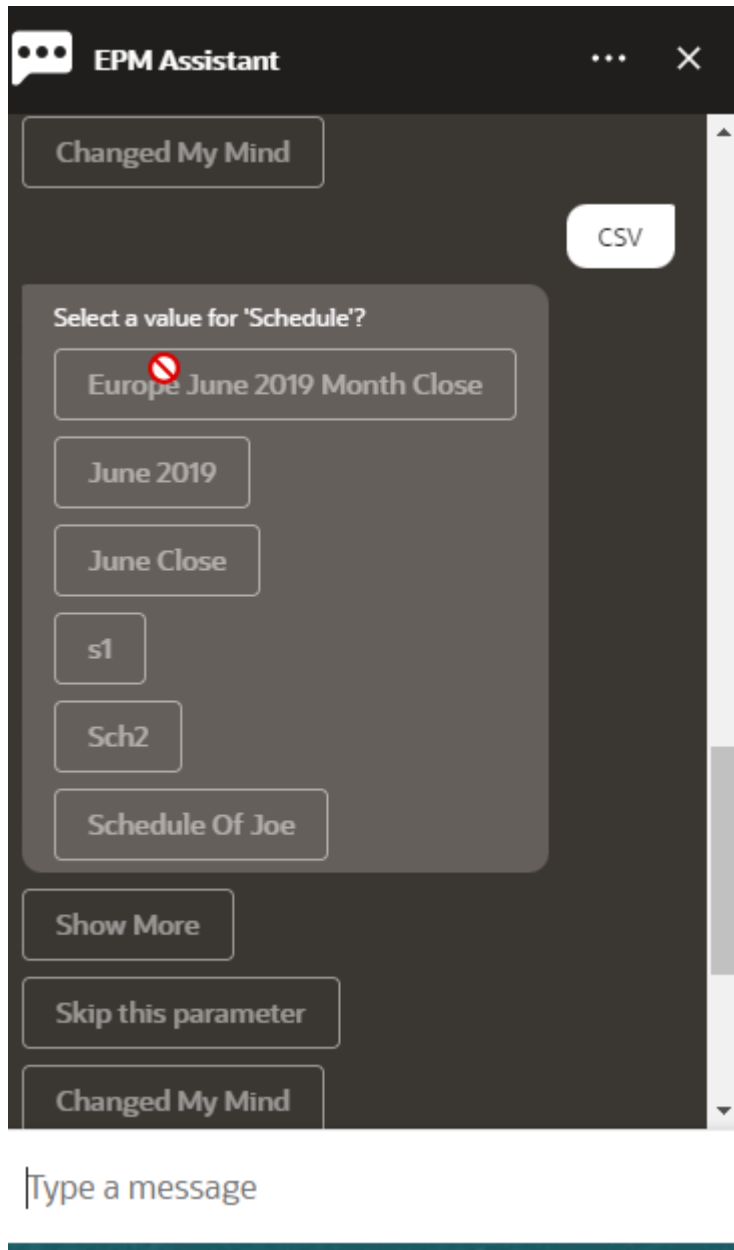 EPM Assistant
Changed My Mind
CSV
Select a value for 'Schedule'?
Europe June 2019 Month Close
June 2019
June Close
s1
Sch2
Schedule Of Joe
Show More
Skip this parameter
Changed My Mind
Type a message